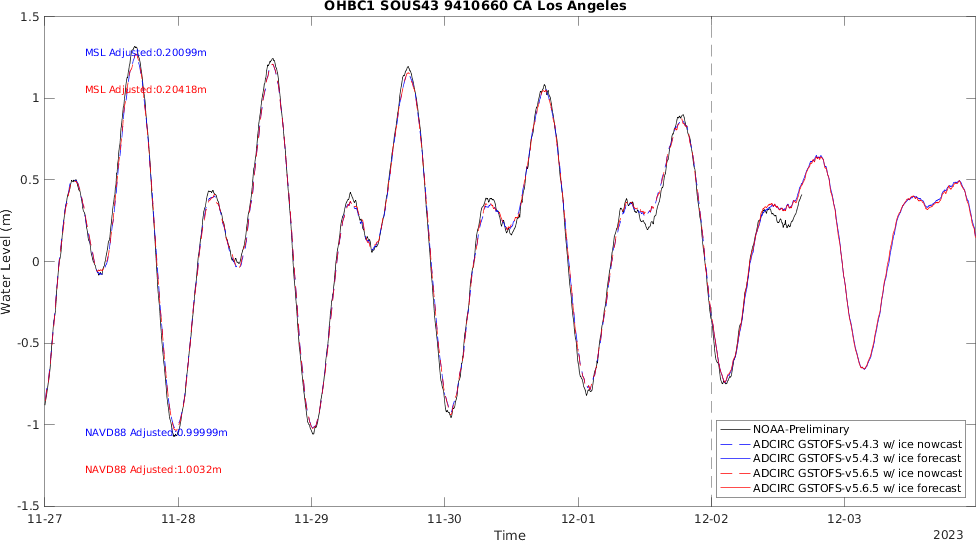 OHBC1 SOUS43 9410660 CA Los Angeles
1.5
1
0.5
0
-0.5
-1
-1.5
Water Level (m)
MSL Adjusted:0.20099m
MSL Adjusted:0.20418m
NAVD88 Adjusted:0.99999m
NAVD88 Adjusted:1.0032m
NOAA-Preliminary
ADCIRC GSTOFS-v5.4.3 w/ ice nowcast
ADCIRC GSTOFS-v5.4.3 w/ ice forecast
ADCIRC GSTOFS-v5.6.5 w/ ice nowcast
ADCIRC GSTOFS-v5.6.5 w/ ice forecast
11-27 11-28 11-29 11-30 12-01 12-02 12-03
Time
2023